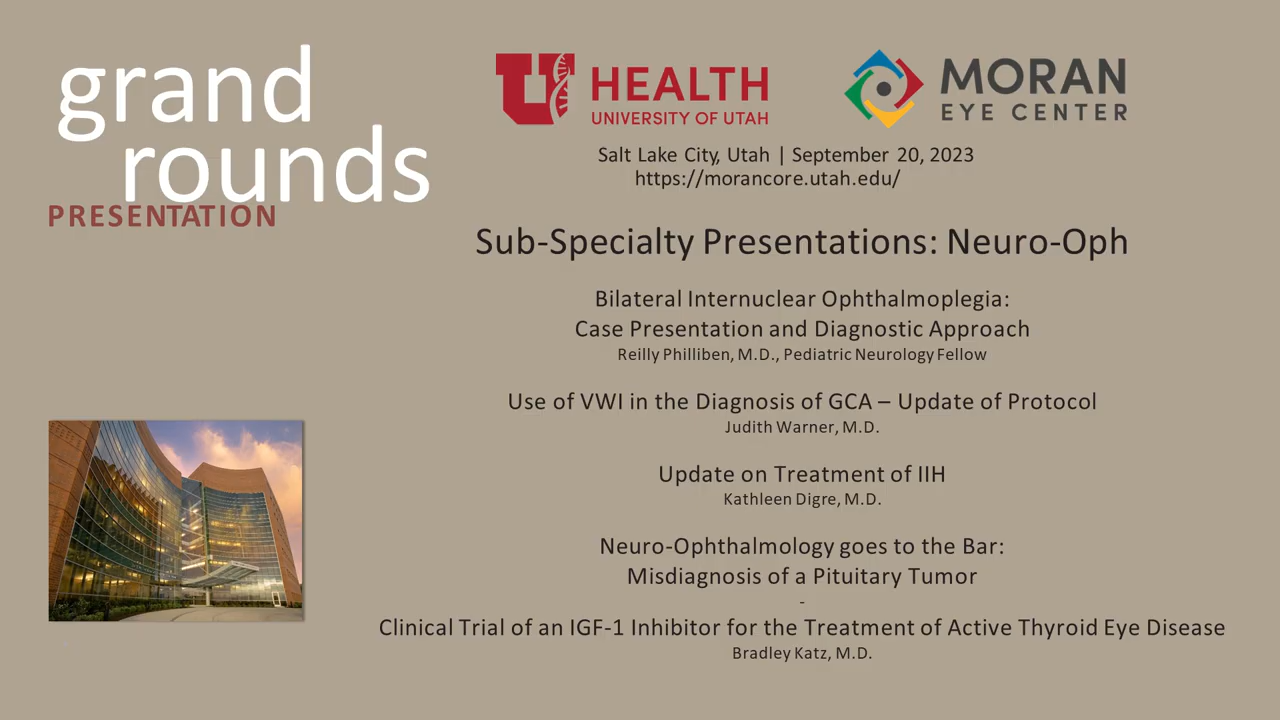 grand
rounds
PRESENTATION
U HEALTH
UNIVERSITY OF UTAH
MORAN
EYE CENTER
Salt Lake City, Utah | September 20, 2023
https://morancore.utah.edu/
Sub-Specialty Presentations: Neuro-Oph
Bilateral Internuclear Ophthalmoplegia:
Case Presentation and Diagnostic Approach
Reilly Philliben, M.D., Pediatric Neurology Fellow
Use of VWI in the Diagnosis of GCA – Update of Protocol
Judith Warner, M.D.
Update on Treatment of IIH
Kathleen Digre, M.D.
Neuro-Ophthalmology goes to the Bar:
Misdiagnosis of a Pituitary Tumor
-
Clinical Trial of an IGF-1 Inhibitor for the Treatment of Active Thyroid Eye Disease
Bradley Katz, M.D.